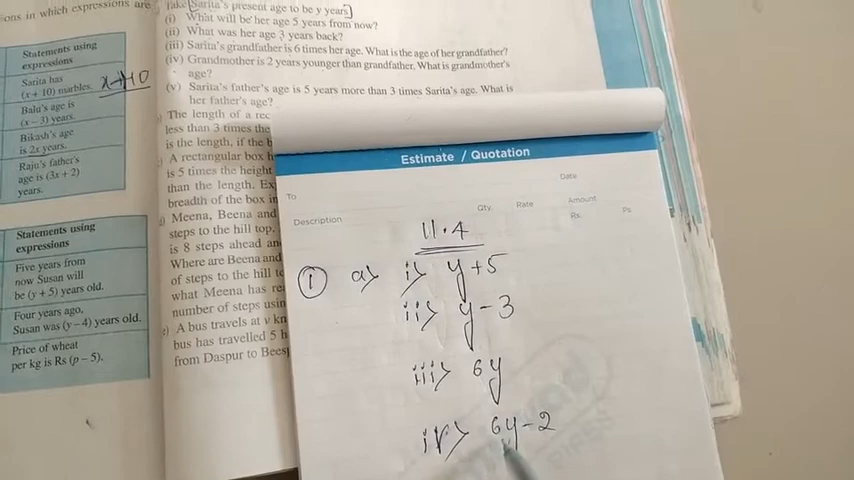 ons in which expressions are
Take [Sarita's present age to be y years]
(i) What will be her age 5 years from now?
(ii) What was her age 3 years back?
(iii) Sarita's grandfather is 6 times her age. What is the age of her grandfather?
(iv) Grandmother is 2 years younger than grandfather. What is grandmother's
age?
(v) Sarita's father's age is 5 years more than 3 times Sarita's age. What is
her father's age?
The length of a rec
less than 3 times the
is the length, if the b
A rectangular box h
is 5 times the height
than the length. Ex
breadth of the box in
Meena, Beena and
steps to the hill top.
is 8 steps ahead an
Where are Beena and
of steps to the hill to
what Meena has re
number of steps usin
A bus travels at v kn
bus has travelled 5 h
from Daspur to Bees
Statements using
expressions
Sarita has
(x + 10) marbles.
x+10
Balu's age is
(x – 3) years.
Bikash's age
is 2x years.
Raju's father's
age is (3x + 2)
years.
Statements using
expressions
Five years from
now Susan will
be (y + 5) years old.
Four years ago,
Susan was (y – 4) years old.
Price of wheat
per kg is Rs (p – 5).
Estimate / Quotation
To
Date
Description
Qty.
Rate
Amount
Rs.
Ps.
11.4
① a> i> y+5
ii> y-3
iii> 6y
iv> 6y-2